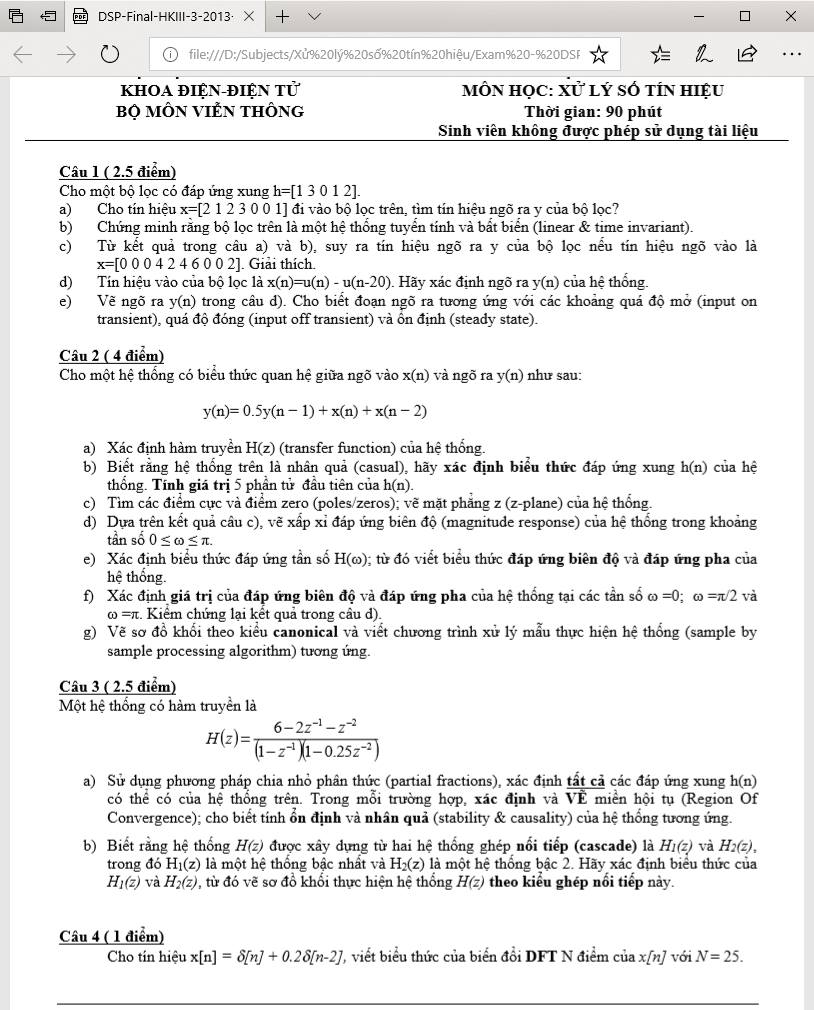 DSP-Final-HKIII-3-2013-
file:///D:/Subjects/Xử%20lý%20số%20tín%20hiệu/Exam%20-%20DSF
KHOA ĐIỆN-ĐIỆN TỬ
MÔN HỌC: XỬ LÝ SỐ TÍN HIỆU
BỘ MÔN VIỄN THÔNG
Thời gian: 90 phút
Sinh viên không được phép sử dụng tài liệu
Câu 1 ( 2.5 điểm)
Cho một bộ lọc có đáp ứng xung h=[1 3 0 1 2].
a) Cho tín hiệu x=[2 1 2 3 0 0 1] đi vào bộ lọc trên, tìm tín hiệu ngõ ra y của bộ lọc?
b) Chứng minh rằng bộ lọc trên là một hệ thống tuyến tính và bất biến (linear & time invariant).
c) Từ kết quả trong câu a) và b), suy ra tín hiệu ngõ ra y của bộ lọc nếu tín hiệu ngõ vào là
x=[0 0 0 4 2 4 6 0 0 2]. Giải thích.
d) Tín hiệu vào của bộ lọc là x(n)=u(n) - u(n-20). Hãy xác định ngõ ra y(n) của hệ thống.
e) Vẽ ngõ ra y(n) trong câu d). Cho biết đoạn ngõ ra tương ứng với các khoảng quá độ mở (input on
transient), quá độ đóng (input off transient) và ổn định (steady state).
Câu 2 ( 4 điểm)
Cho một hệ thống có biểu thức quan hệ giữa ngõ vào x(n) và ngõ ra y(n) như sau:
y(n)= 0.5y(n − 1) + x(n) + x(n − 2)
a) Xác định hàm truyền H(z) (transfer function) của hệ thống.
b) Biết rằng hệ thống trên là nhân quả (casual), hãy xác định biểu thức đáp ứng xung h(n) của hệ
thống. Tính giá trị 5 phần tử đầu tiên của h(n).
c) Tìm các điểm cực và điểm zero (poles/zeros); vẽ mặt phẳng z (z-plane) của hệ thống.
d) Dựa trên kết quả câu c), vẽ xấp xỉ đáp ứng biên độ (magnitude response) của hệ thống trong khoảng
tần số 0 ≤ ω ≤ π.
e) Xác định biểu thức đáp ứng tần số H(ω); từ đó viết biểu thức đáp ứng biên độ và đáp ứng pha của
hệ thống.
f) Xác định giá trị của đáp ứng biên độ và đáp ứng pha của hệ thống tại các tần số ω =0; ω =π/2 và
ω =π. Kiểm chứng lại kết quả trong câu d).
g) Vẽ sơ đồ khối theo kiểu canonical và viết chương trình xử lý mẫu thực hiện hệ thống (sample by
sample processing algorithm) tương ứng.
Câu 3 ( 2.5 điểm)
Một hệ thống có hàm truyền là
H(z)= (6−2z⁻¹−z⁻²)/((1−z⁻¹)(1−0.25z⁻²))
a) Sử dụng phương pháp chia nhỏ phân thức (partial fractions), xác định tất cả các đáp ứng xung h(n)
có thể có của hệ thống trên. Trong mỗi trường hợp, xác định và VẼ miền hội tụ (Region Of
Convergence); cho biết tính ổn định và nhân quả (stability & causality) của hệ thống tương ứng.
b) Biết rằng hệ thống H(z) được xây dựng từ hai hệ thống ghép nối tiếp (cascade) là H₁(z) và H₂(z),
trong đó H₁(z) là một hệ thống bậc nhất và H₂(z) là một hệ thống bậc 2. Hãy xác định biểu thức của
H₁(z) và H₂(z), từ đó vẽ sơ đồ khối thực hiện hệ thống H(z) theo kiểu ghép nối tiếp này.
Câu 4 ( 1 điểm)
Cho tín hiệu x[n] = δ[n] + 0.2δ[n-2], viết biểu thức của biến đổi DFT N điểm của x[n] với N = 25.